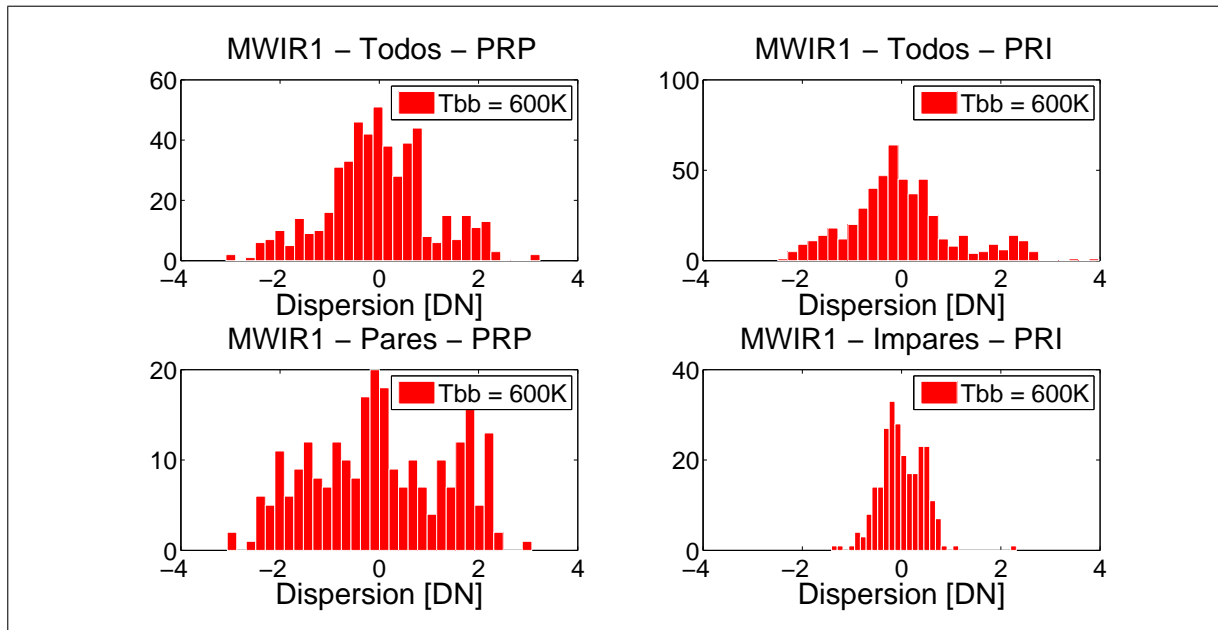 MWIR1 − Todos − PRP
60
40
20
0
−4 −2 0 2 4
Tbb = 600K
Dispersion [DN]
MWIR1 − Todos − PRI
100
50
0
−4 −2 0 2 4
Tbb = 600K
Dispersion [DN]
MWIR1 − Pares − PRP
20
10
0
−4 −2 0 2 4
Tbb = 600K
Dispersion [DN]
MWIR1 − Impares − PRI
40
20
0
−4 −2 0 2 4
Tbb = 600K
Dispersion [DN]